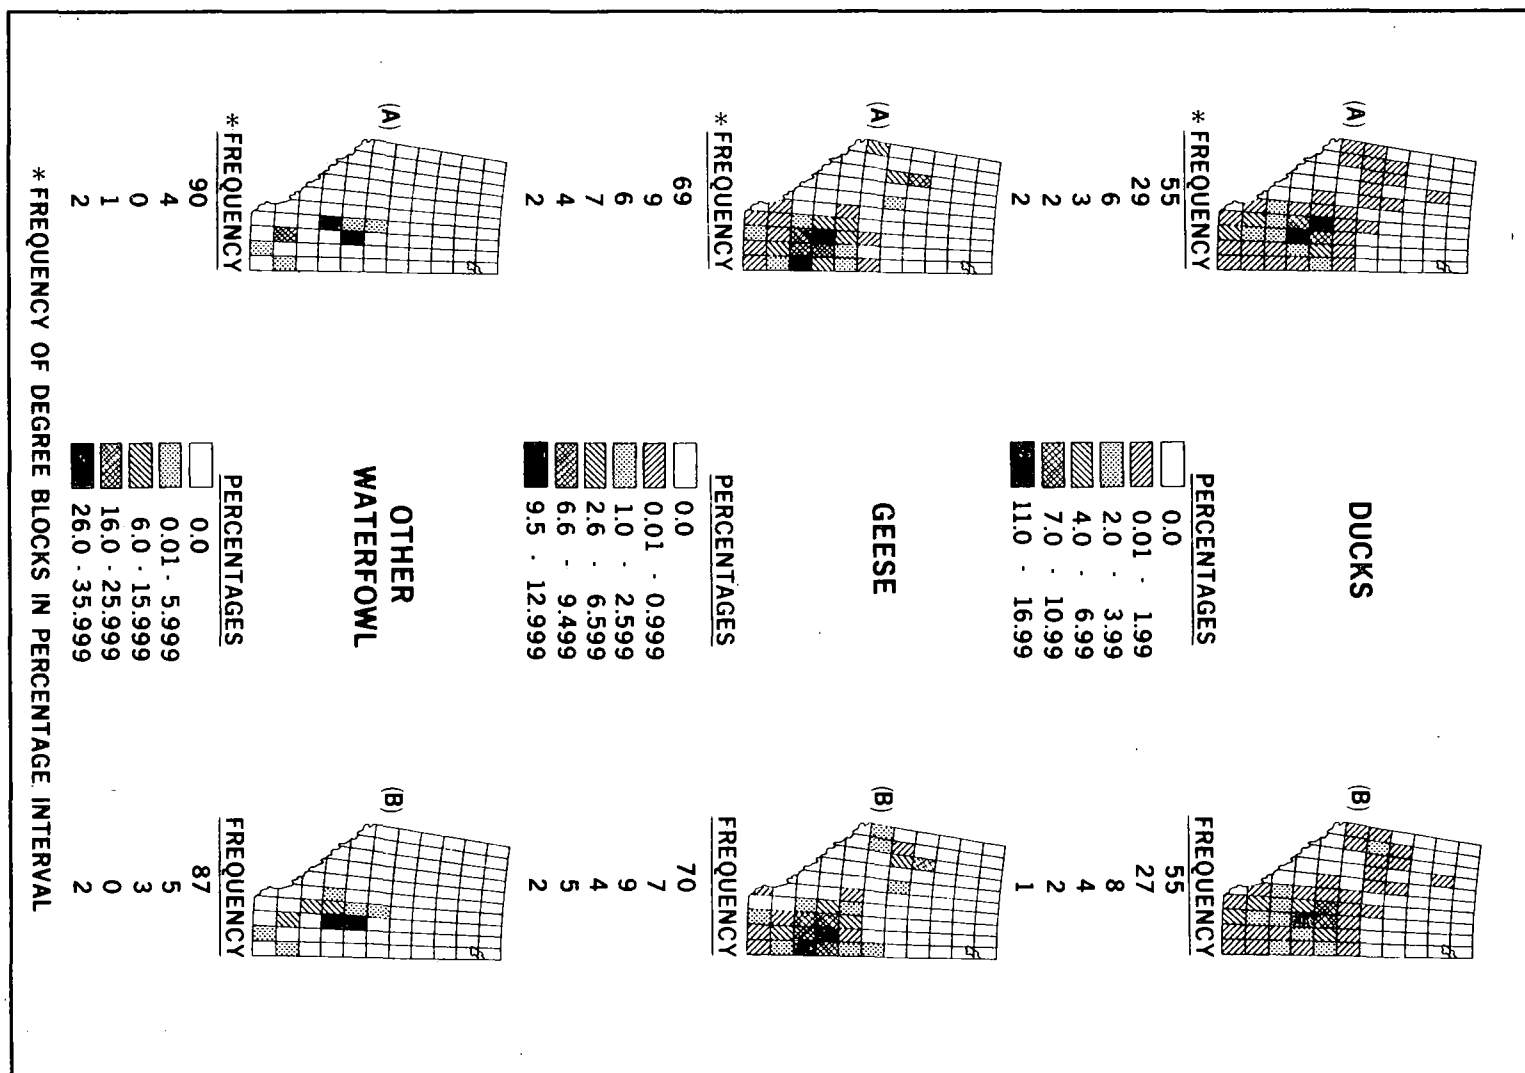 (A) DUCKS (B)
*FREQUENCY PERCENTAGES FREQUENCY
55 0.0 55
29 0.01 - 1.99 27
6 2.0 - 3.99 8
3 4.0 - 6.99 4
2 7.0 - 10.99 2
2 11.0 - 16.99 1
(A) GEESE (B)
*FREQUENCY PERCENTAGES FREQUENCY
69 0.0 70
9 0.01 - 0.999 7
6 1.0 - 2.599 9
7 2.6 - 6.599 4
4 6.6 - 9.499 5
2 9.5 - 12.999 2
(A) OTHER (B)
WATERFOWL
*FREQUENCY PERCENTAGES FREQUENCY
90 0.0 87
4 0.01 - 5.999 5
0 6.0 - 15.999 3
1 16.0 - 25.999 0
2 26.0 - 35.999 2
*FREQUENCY OF DEGREE BLOCKS IN PERCENTAGE INTERVAL